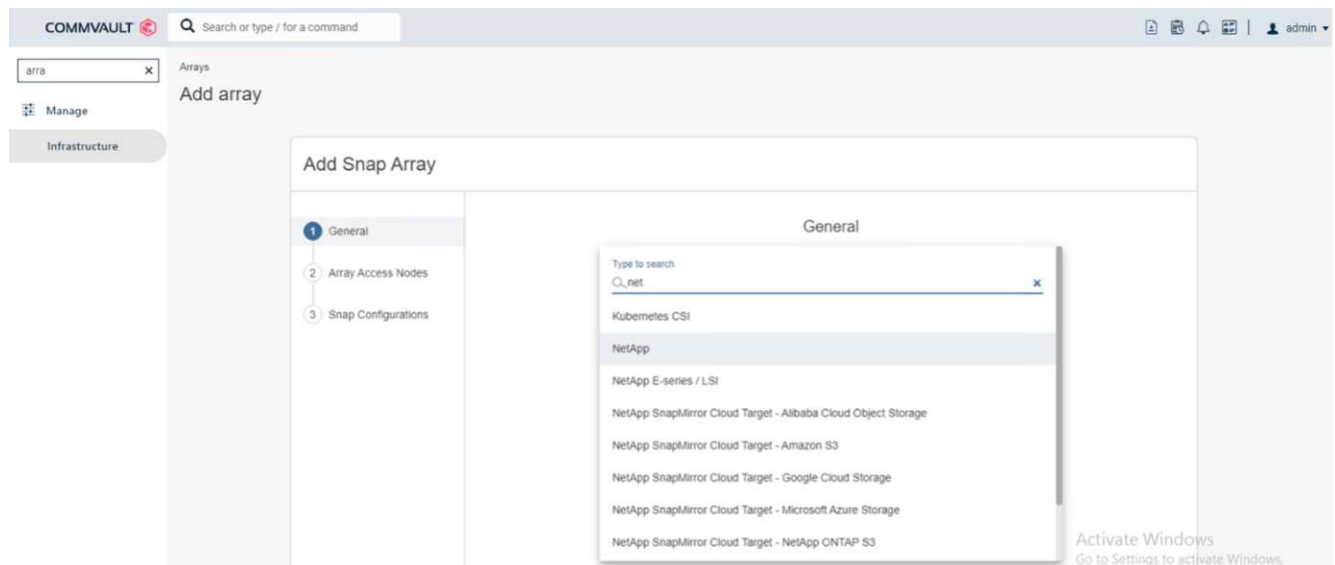 COMMVAULT
Search or type / for a command
admin
arra
Manage
Infrastructure
Arrays
Add array
Add Snap Array
1 General
2 Array Access Nodes
3 Snap Configurations
General
Type to search
net
Kubernetes CSI
NetApp
NetApp E-series / LSI
NetApp SnapMirror Cloud Target - Alibaba Cloud Object Storage
NetApp SnapMirror Cloud Target - Amazon S3
NetApp SnapMirror Cloud Target - Google Cloud Storage
NetApp SnapMirror Cloud Target - Microsoft Azure Storage
NetApp SnapMirror Cloud Target - NetApp ONTAP S3
Activate Windows
Go to Settings to activate Windows.